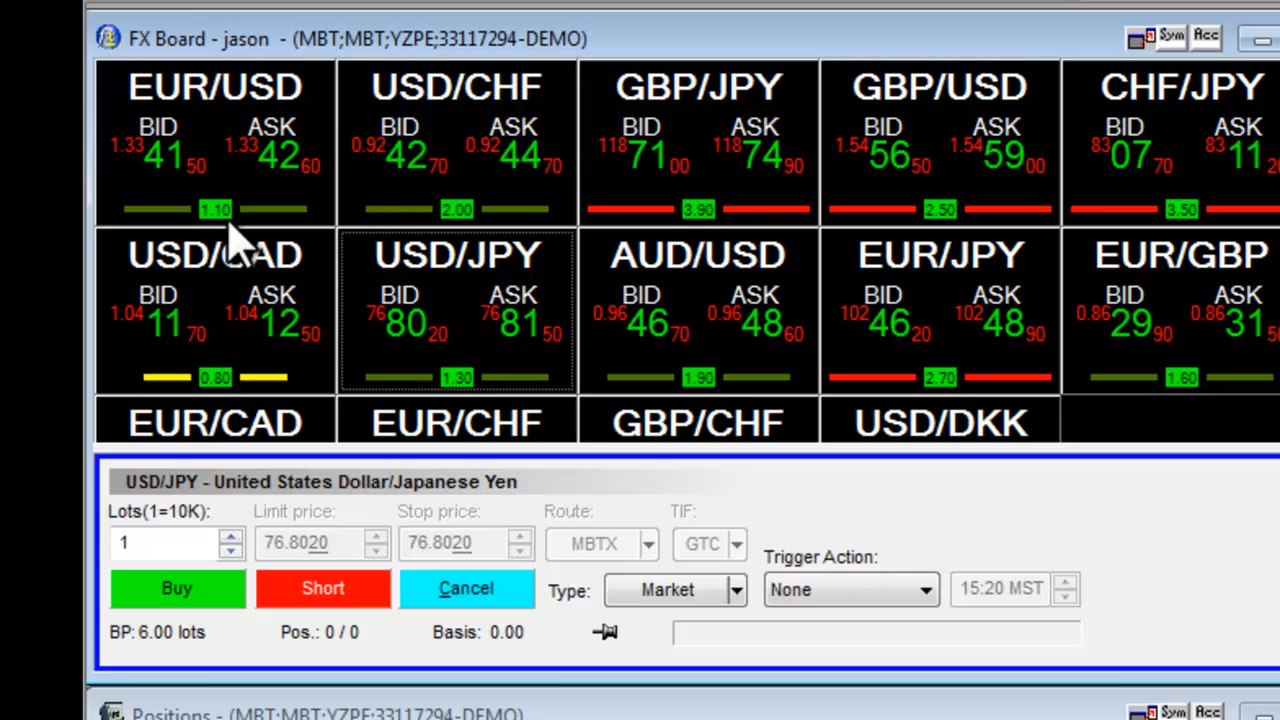 FX Board - jason - (MBT;MBT;YZPE;33117294-DEMO)
Sym Acc
EUR/USD USD/CHF GBP/JPY GBP/USD CHF/JPY
BID ASK BID ASK BID ASK BID ASK BID ASK
1.33 41 50 1.33 42 60 0.92 42 70 0.92 44 70 118 71 00 118 74 90 1.54 56 50 1.54 59 00 83 07 70 83 11
1.10 2.00 3.90 2.50 3.50
USD/CAD USD/JPY AUD/USD EUR/JPY EUR/GBP
BID ASK BID ASK BID ASK BID ASK BID ASK
1.04 11 70 1.04 12 50 76 80 20 76 81 50 0.96 46 70 0.96 48 60 102 46 20 102 48 90 0.86 29 90 0.86 31
0.80 1.30 1.90 2.70 1.60
EUR/CAD EUR/CHF GBP/CHF USD/DKK
USD/JPY - United States Dollar/Japanese Yen
Lots(1=10K): Limit price: Stop price: Route: TIF:
1 76.8020 76.8020 MBTX GTC
Trigger Action:
Buy Short Cancel Type: Market None 15:20 MST
BP: 6.00 lots Pos.: 0 / 0 Basis: 0.00
Positions - (MBT;MBT;YZPE;33117294-DEMO)
Sym Acc